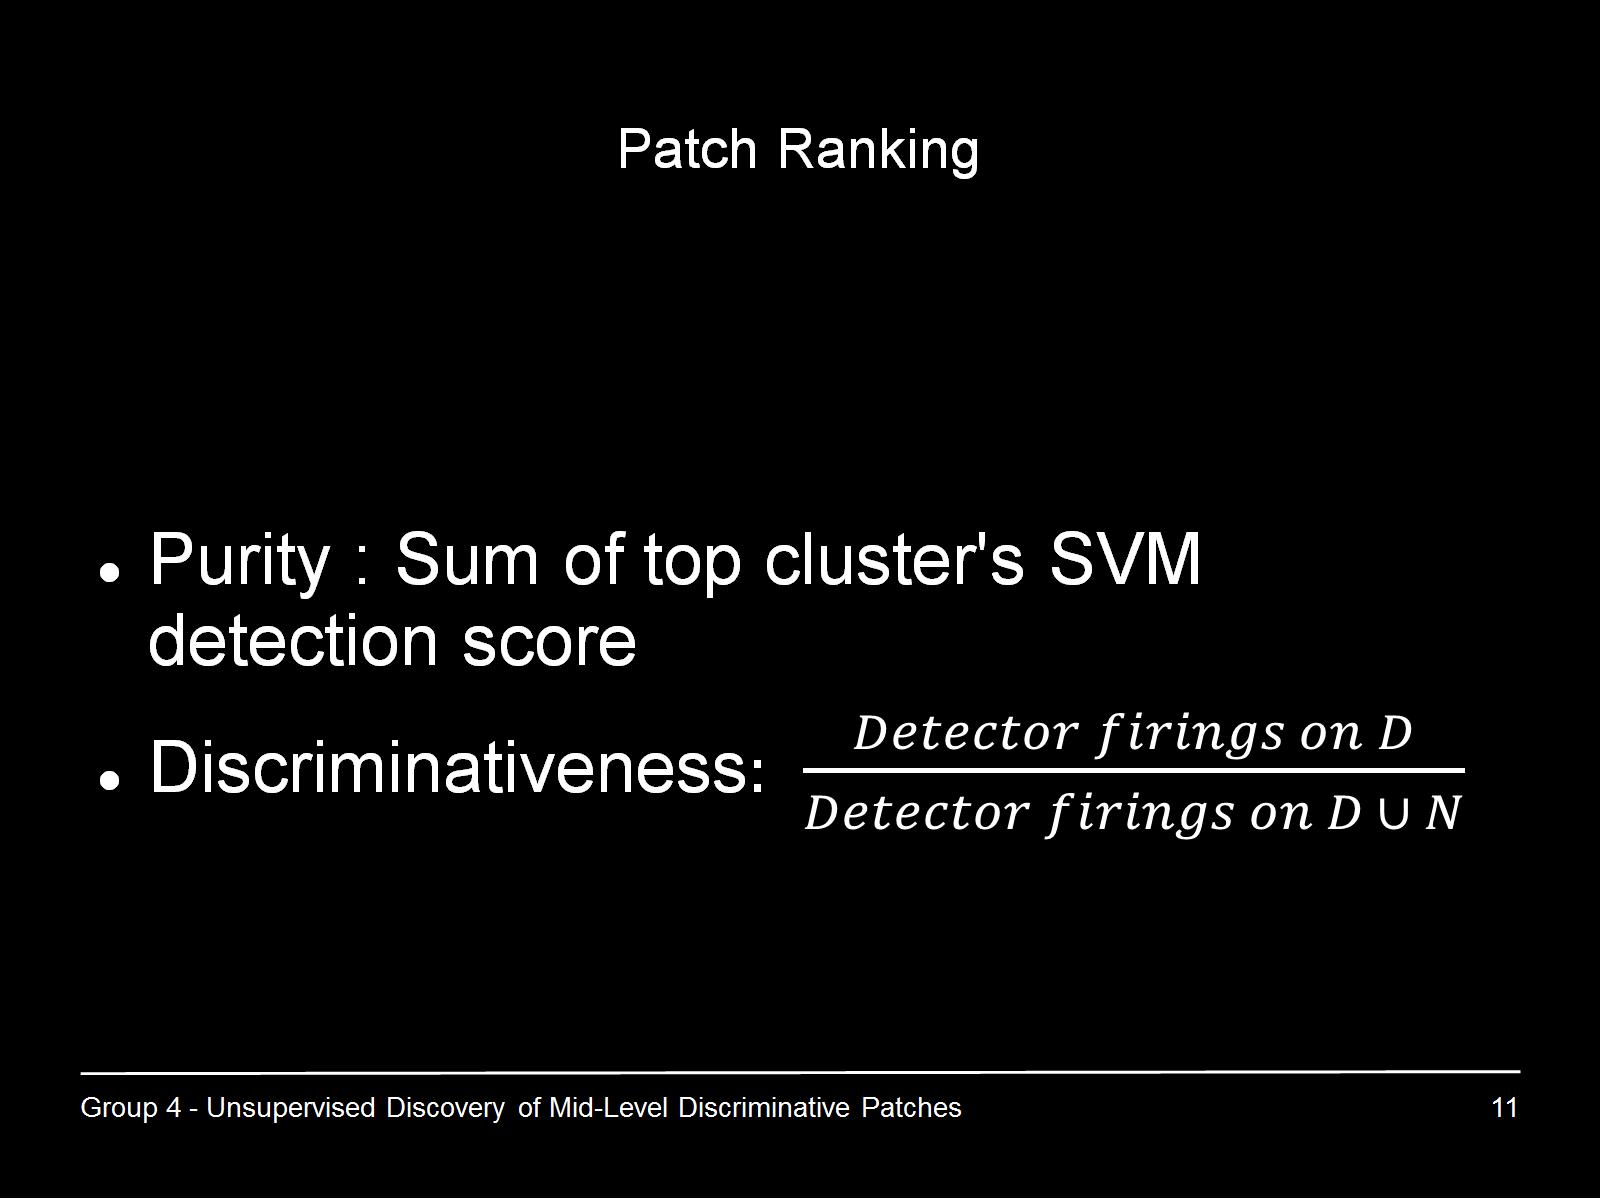 Patch Ranking
● Purity : Sum of top cluster's SVM
detection score
● Discriminativeness:
Detector firings on D
Detector firings on D ∪ N
Group 4 - Unsupervised Discovery of Mid-Level Discriminative Patches
11